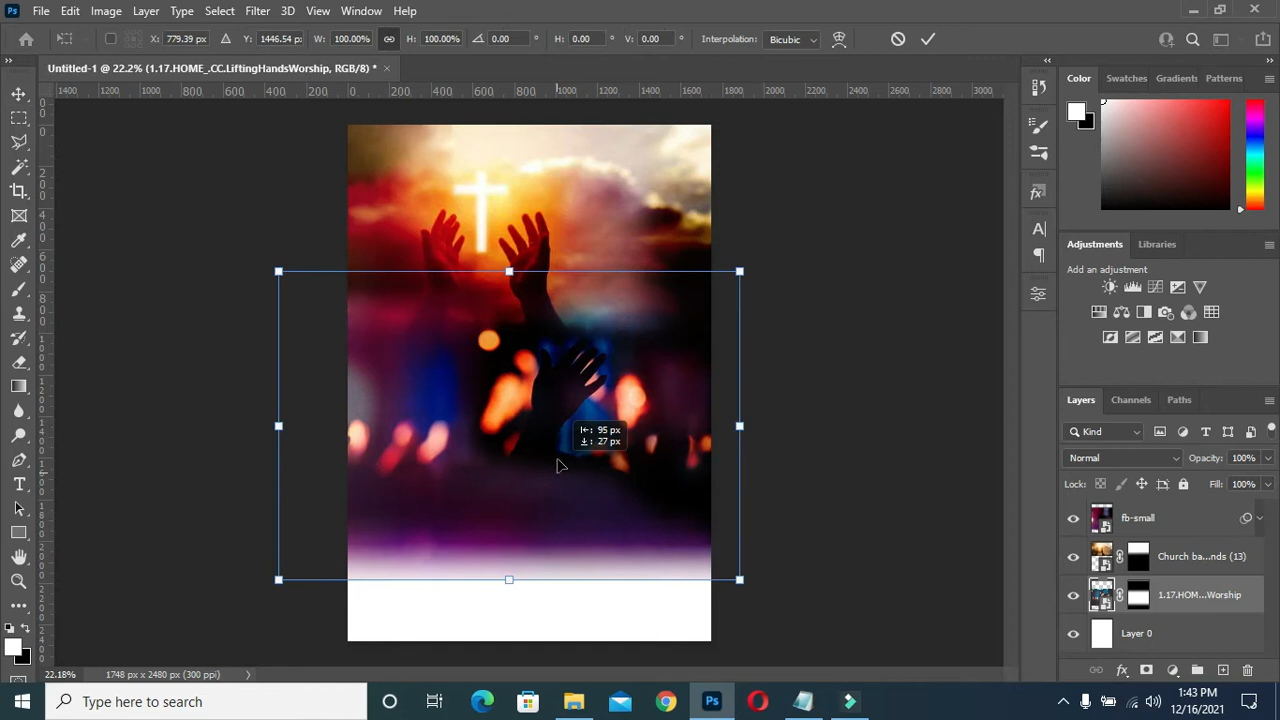 Ps File Edit Image Layer Type Select Filter 3D View Window Help
X: 779.39 px Y: 1446.54 px W: 100.00% H: 100.00% 0.00 ° H: 0.00 ° V: 0.00 ° Interpolation: Bicubic
Untitled-1 @ 22.2% (1.17.HOME_.CC.LiftingHandsWorship, RGB/8) * ×
1400 1200 1000 800 600 400 200 0 200 400 600 800 1000 1200 1400 1600 1800 2000 2200 2400 2600 2800 3000
Color Swatches Gradients Patterns
Adjustments Libraries
Add an adjustment
Layers Channels Paths
Kind
Normal Opacity: 100%
Lock: Fill: 100%
fb-small
Church ba...nds (13)
1.17.HOM...Worship
Layer 0
95 px
27 px
22.18% 1748 px x 2480 px (300 ppi)
Type here to search
Ps
1:43 PM
12/16/2021